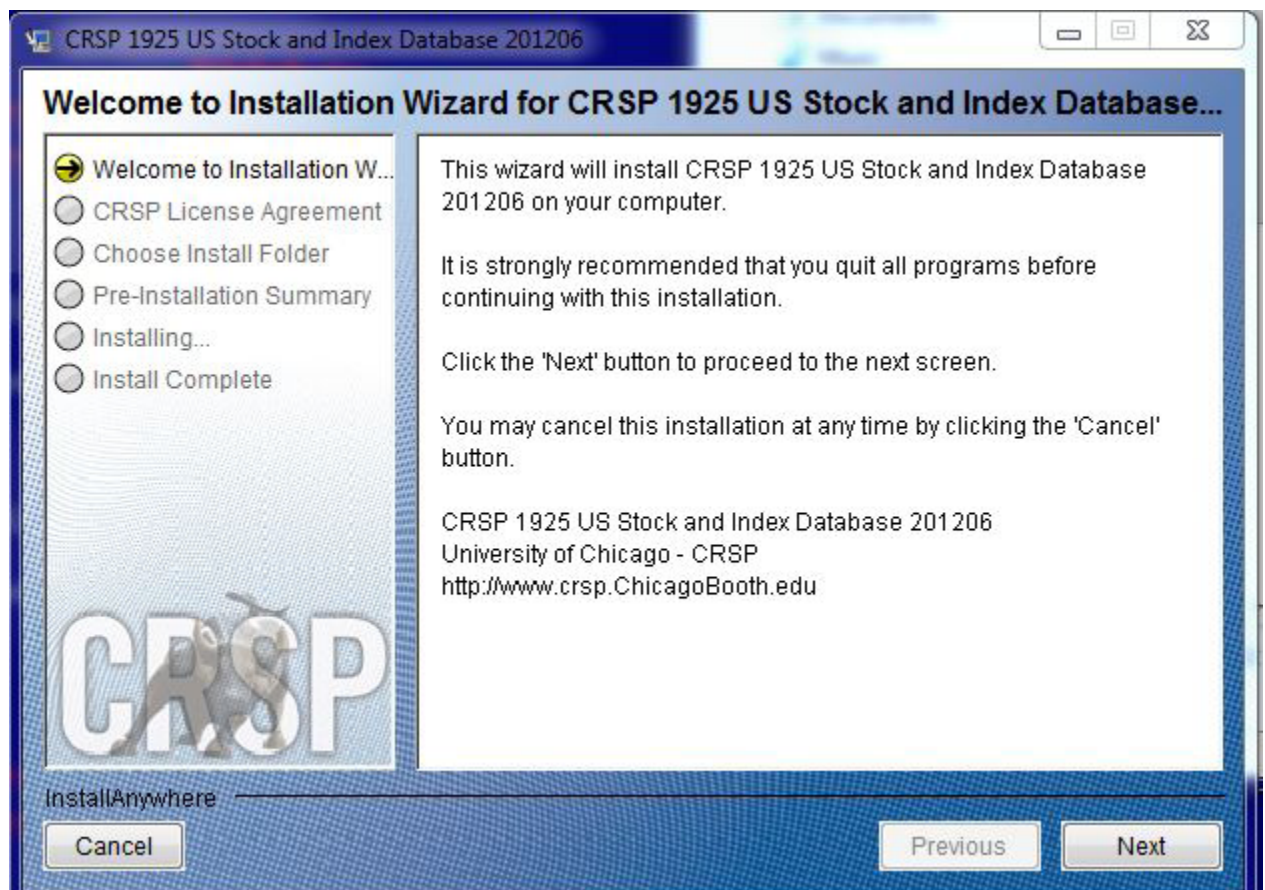 CRSP 1925 US Stock and Index Database 201206
Welcome to Installation Wizard for CRSP 1925 US Stock and Index Database...
Welcome to Installation W...
CRSP License Agreement
Choose Install Folder
Pre-Installation Summary
Installing...
Install Complete
CRSP
This wizard will install CRSP 1925 US Stock and Index Database
201206 on your computer.
It is strongly recommended that you quit all programs before
continuing with this installation.
Click the 'Next' button to proceed to the next screen.
You may cancel this installation at any time by clicking the 'Cancel'
button.
CRSP 1925 US Stock and Index Database 201206
University of Chicago - CRSP
http://www.crsp.ChicagoBooth.edu
InstallAnywhere
Cancel
Previous
Next